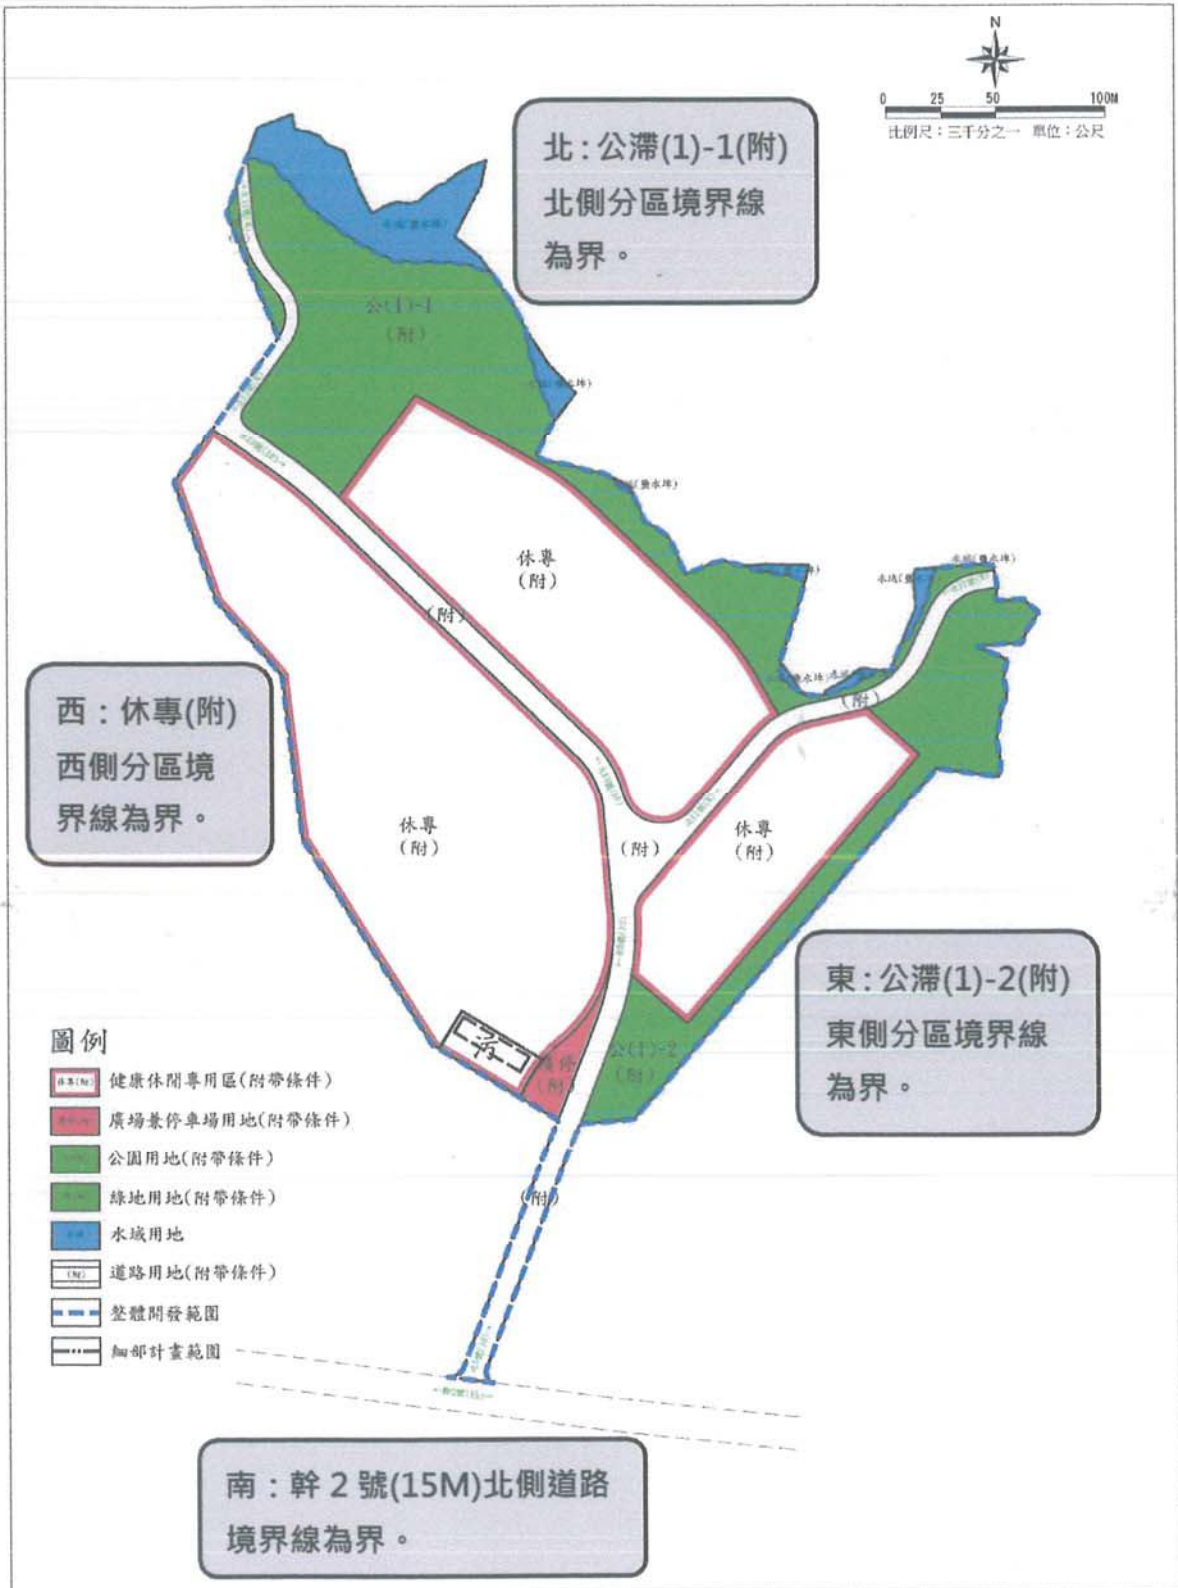 N
0 25 50 100M
比例尺：三千分之一 單位：公尺
北：公滯(1)-1(附)
北側分區境界線
為界。
公(1)-1
(附)
休專
(附)
(附)
西：休專(附)
西側分區境
界線為界。
休專
(附)
(附)
(附)
休專
(附)
東：公滯(1)-2(附)
東側分區境界線
為界。
公(1)-2
(附)
廣停
(附)
(附)
圖例
休專(附) 健康休閒專用區(附帶條件)
廣場兼停車場用地(附帶條件)
公園用地(附帶條件)
綠地用地(附帶條件)
水域用地
(附) 道路用地(附帶條件)
整體開發範圍
細部計畫範圍
南：幹2號(15M)北側道路
境界線為界。